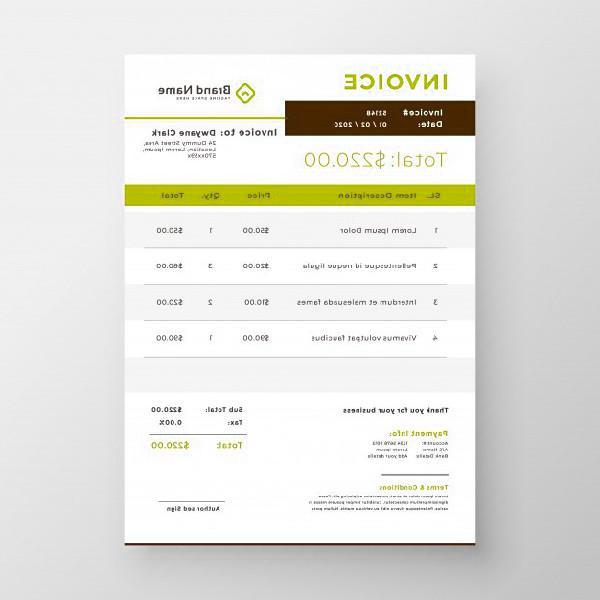 INVOICE
Brand Name
TAGLINE SPACE HERE
Invoice# 52148
Date: 01 / 02 / 2020
Invoice to: Dwyane Clark
24 Dummy Street Area,
Location, Lorem Ipsum,
570xx59x
Total: $220.00
SL. Item Description Price Qty. Total
1 Lorem Ipsum Dolor $50.00 1 $50.00
2 Pellentesque id neque ligula $20.00 3 $60.00
3 Interdum et malesuada fames $10.00 2 $20.00
4 Vivamus volutpat faucibus $90.00 1 $90.00
Thank you for your business
Sub Total: $220.00
Tax: 0.00%
Total: $220.00
Payment Info:
Account #: 1234 5678 9012
A/C Name: Lorem Ipsum
Bank Details: Add your details
Terms & Conditions
Authorised Sign